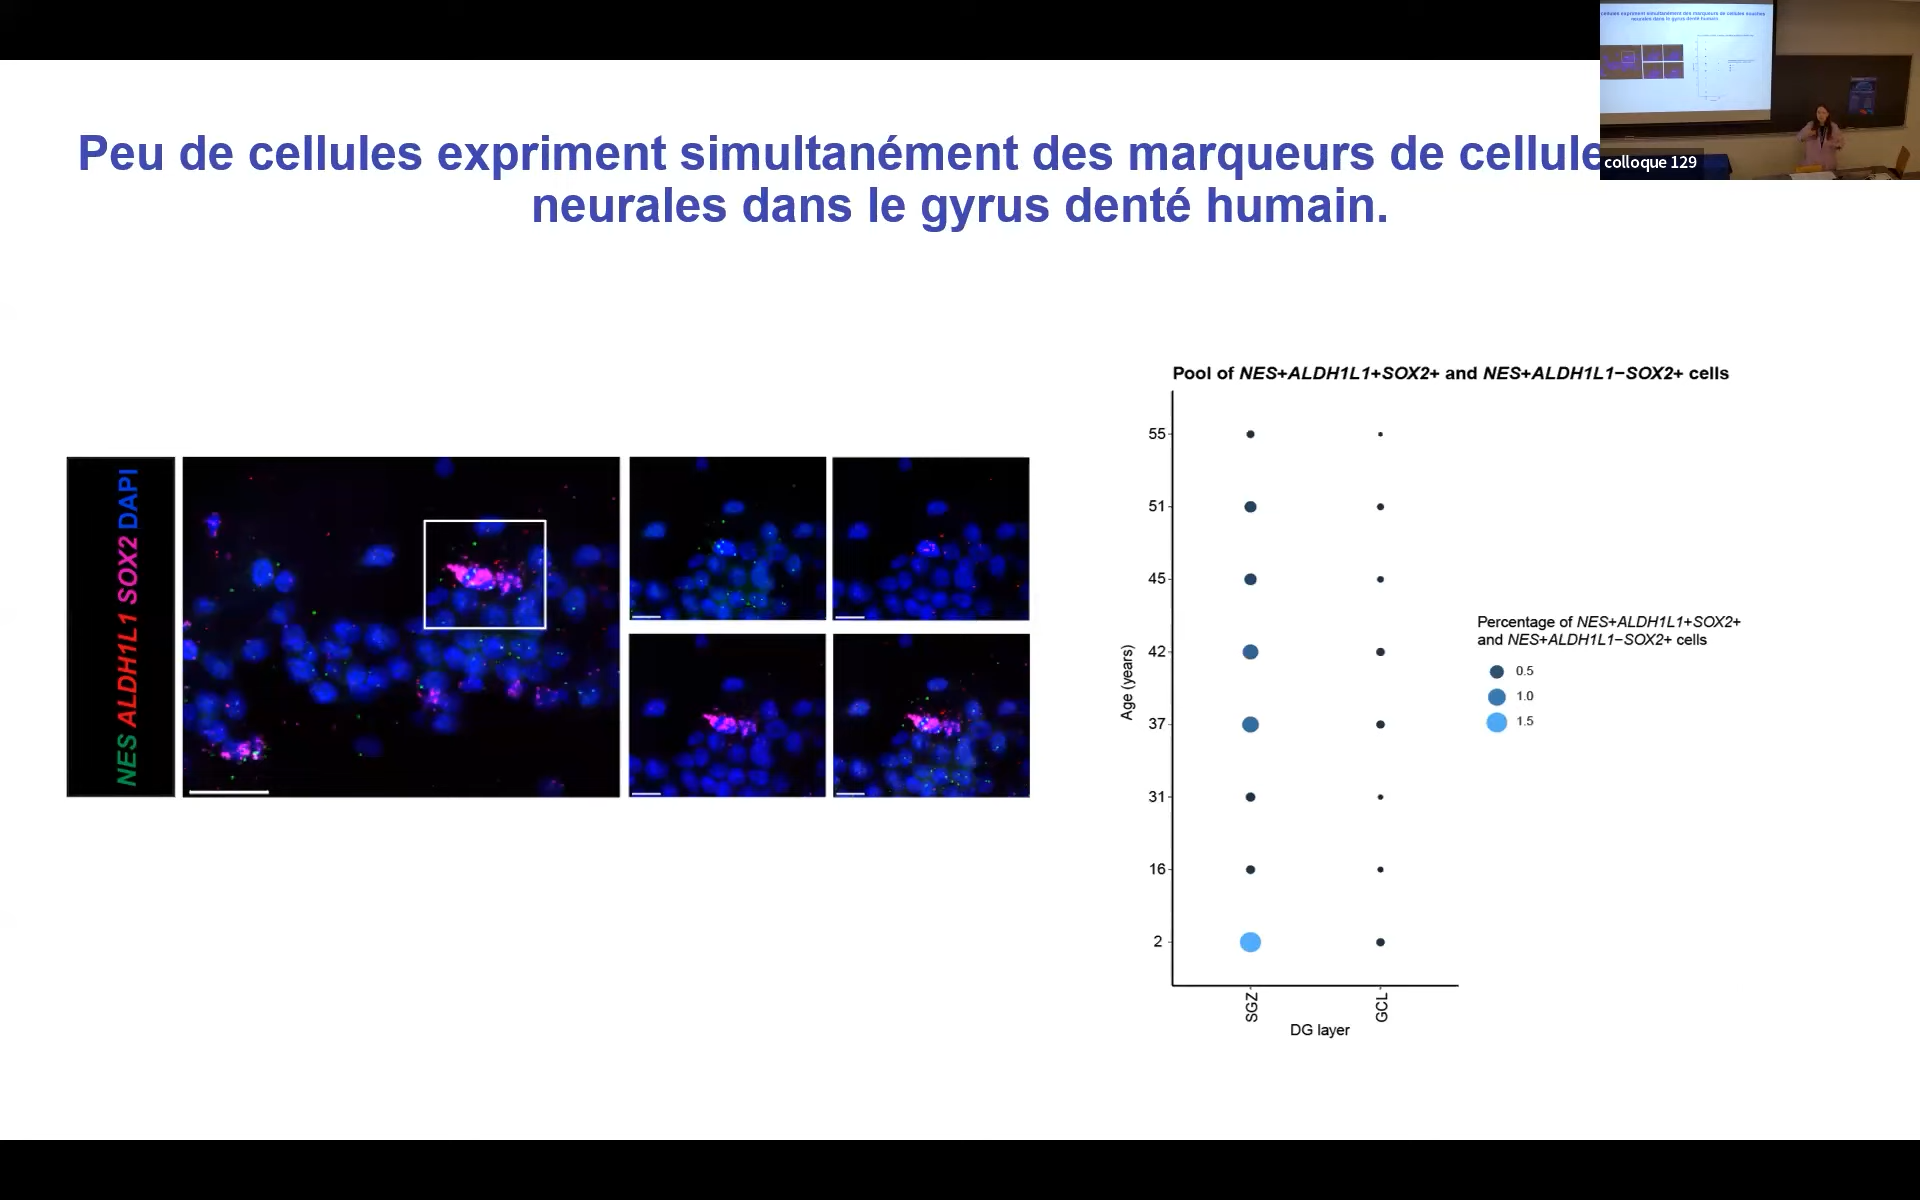 Peu de cellules expriment simultanément des marqueurs de cellule
neurales dans le gyrus denté humain.
colloque 129
NES ALDH1L1 SOX2 DAPI
Pool of NES+ALDH1L1+SOX2+ and NES+ALDH1L1−SOX2+ cells
55
51
45
42
37
31
16
2
Age (years)
SGZ
GCL
DG layer
Percentage of NES+ALDH1L1+SOX2+
and NES+ALDH1L1−SOX2+ cells
0.5
1.0
1.5